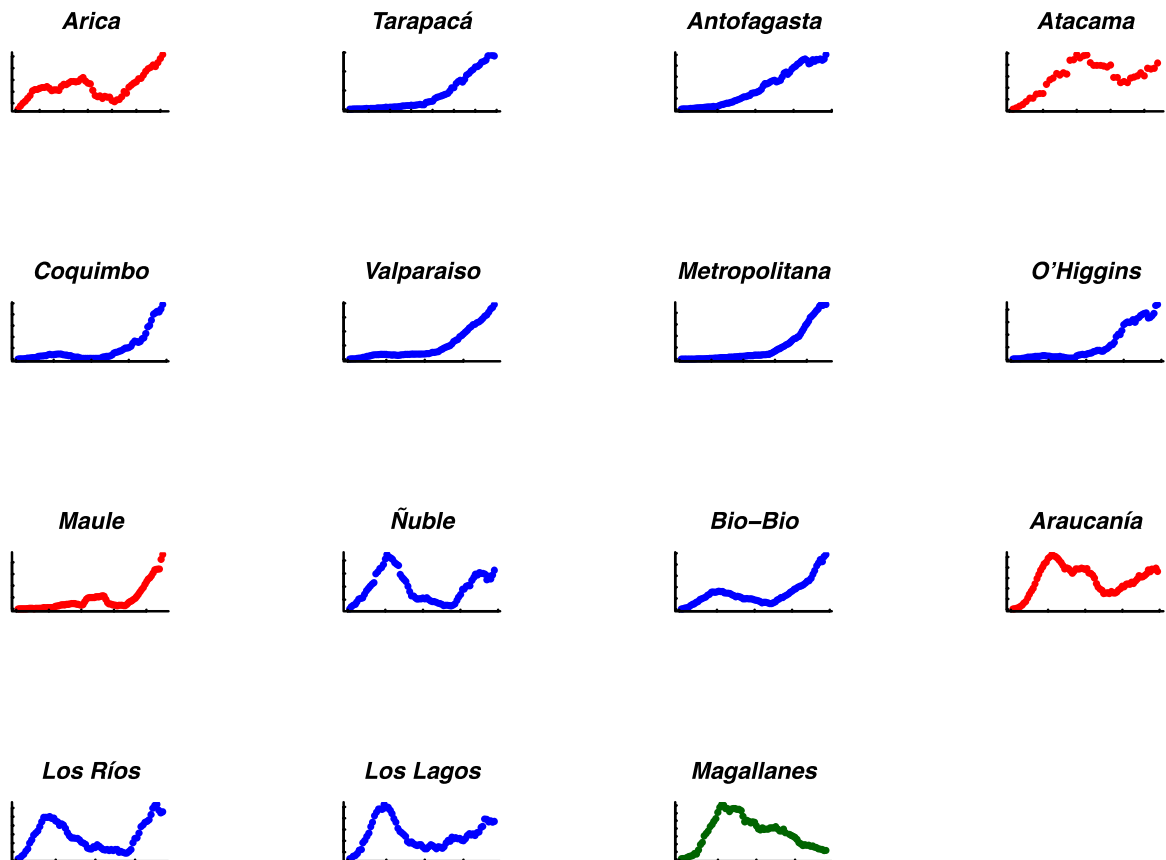 Arica
Tarapacá
Antofagasta
Atacama
Coquimbo
Valparaiso
Metropolitana
O’Higgins
Maule
Ñuble
Bio−Bio
Araucanía
Los Ríos
Los Lagos
Magallanes